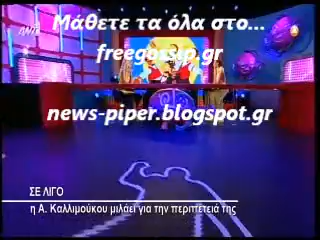 Μάθετε τα όλα στο...
freegossip.gr
news-piper.blogspot.gr
ΣΕ ΛΙΓΟ
η Α. Καλλιμούκου μιλάει για την περιπέτειά της